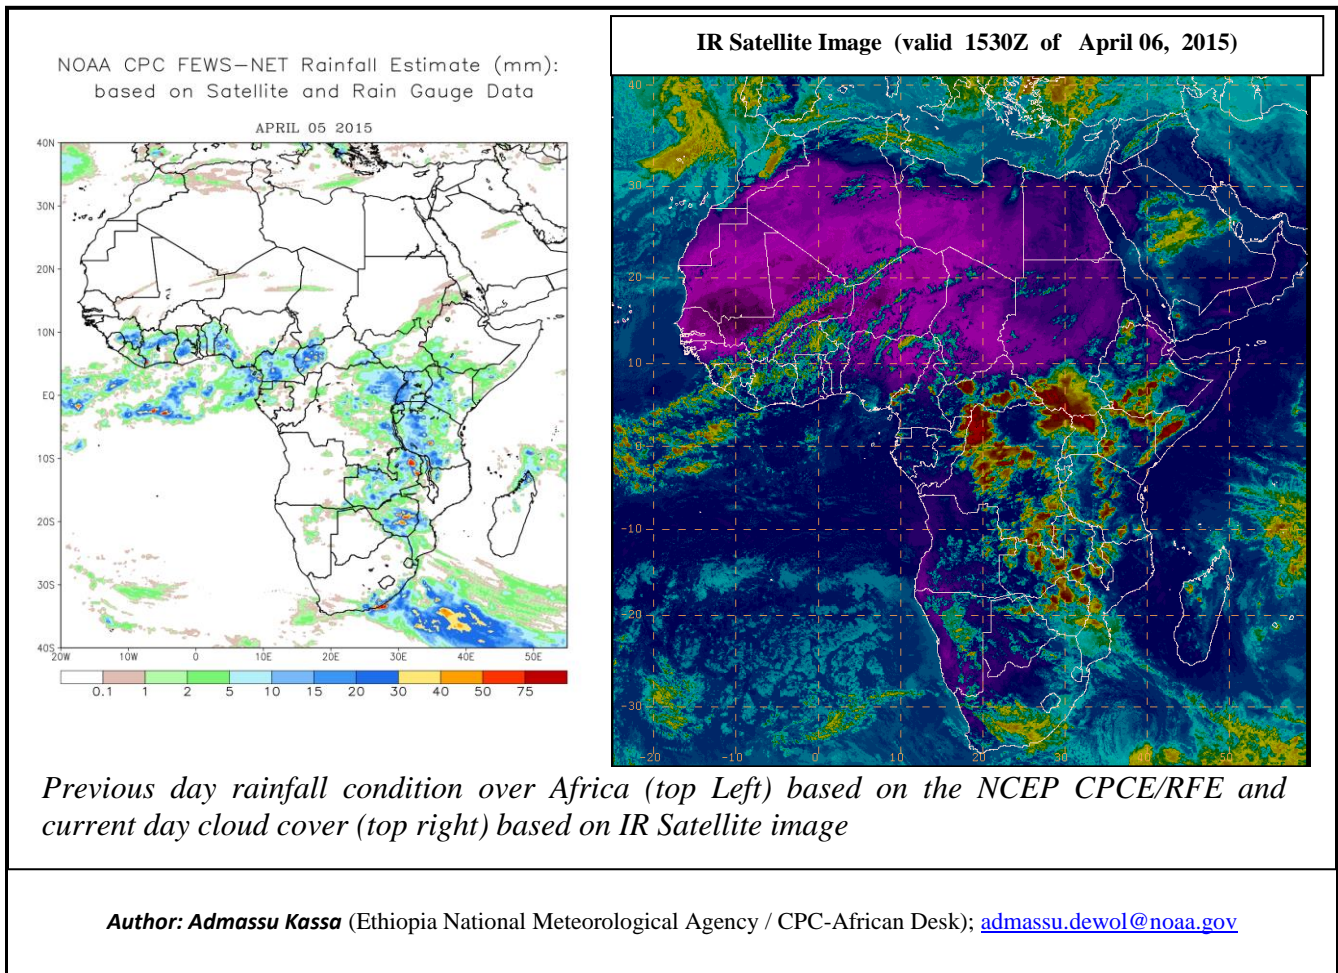 NOAA CPC FEWS-NET Rainfall Estimate (mm):
based on Satellite and Rain Gauge Data
APRIL 05 2015
40N
30N
20N
10N
EQ
10S
20S
30S
40S
20W 10W 0 10E 20E 30E 40E 50E
0.1 1 2 5 10 15 20 30 40 50 75
IR Satellite Image (valid 1530Z of April 06, 2015)
40
30
20
10
0
-10
-20
-30
-20 -10 0 10 20 30 40 50
Previous day rainfall condition over Africa (top Left) based on the NCEP CPCE/RFE and
current day cloud cover (top right) based on IR Satellite image
Author: Admassu Kassa (Ethiopia National Meteorological Agency / CPC-African Desk); admassu.dewol@noaa.gov